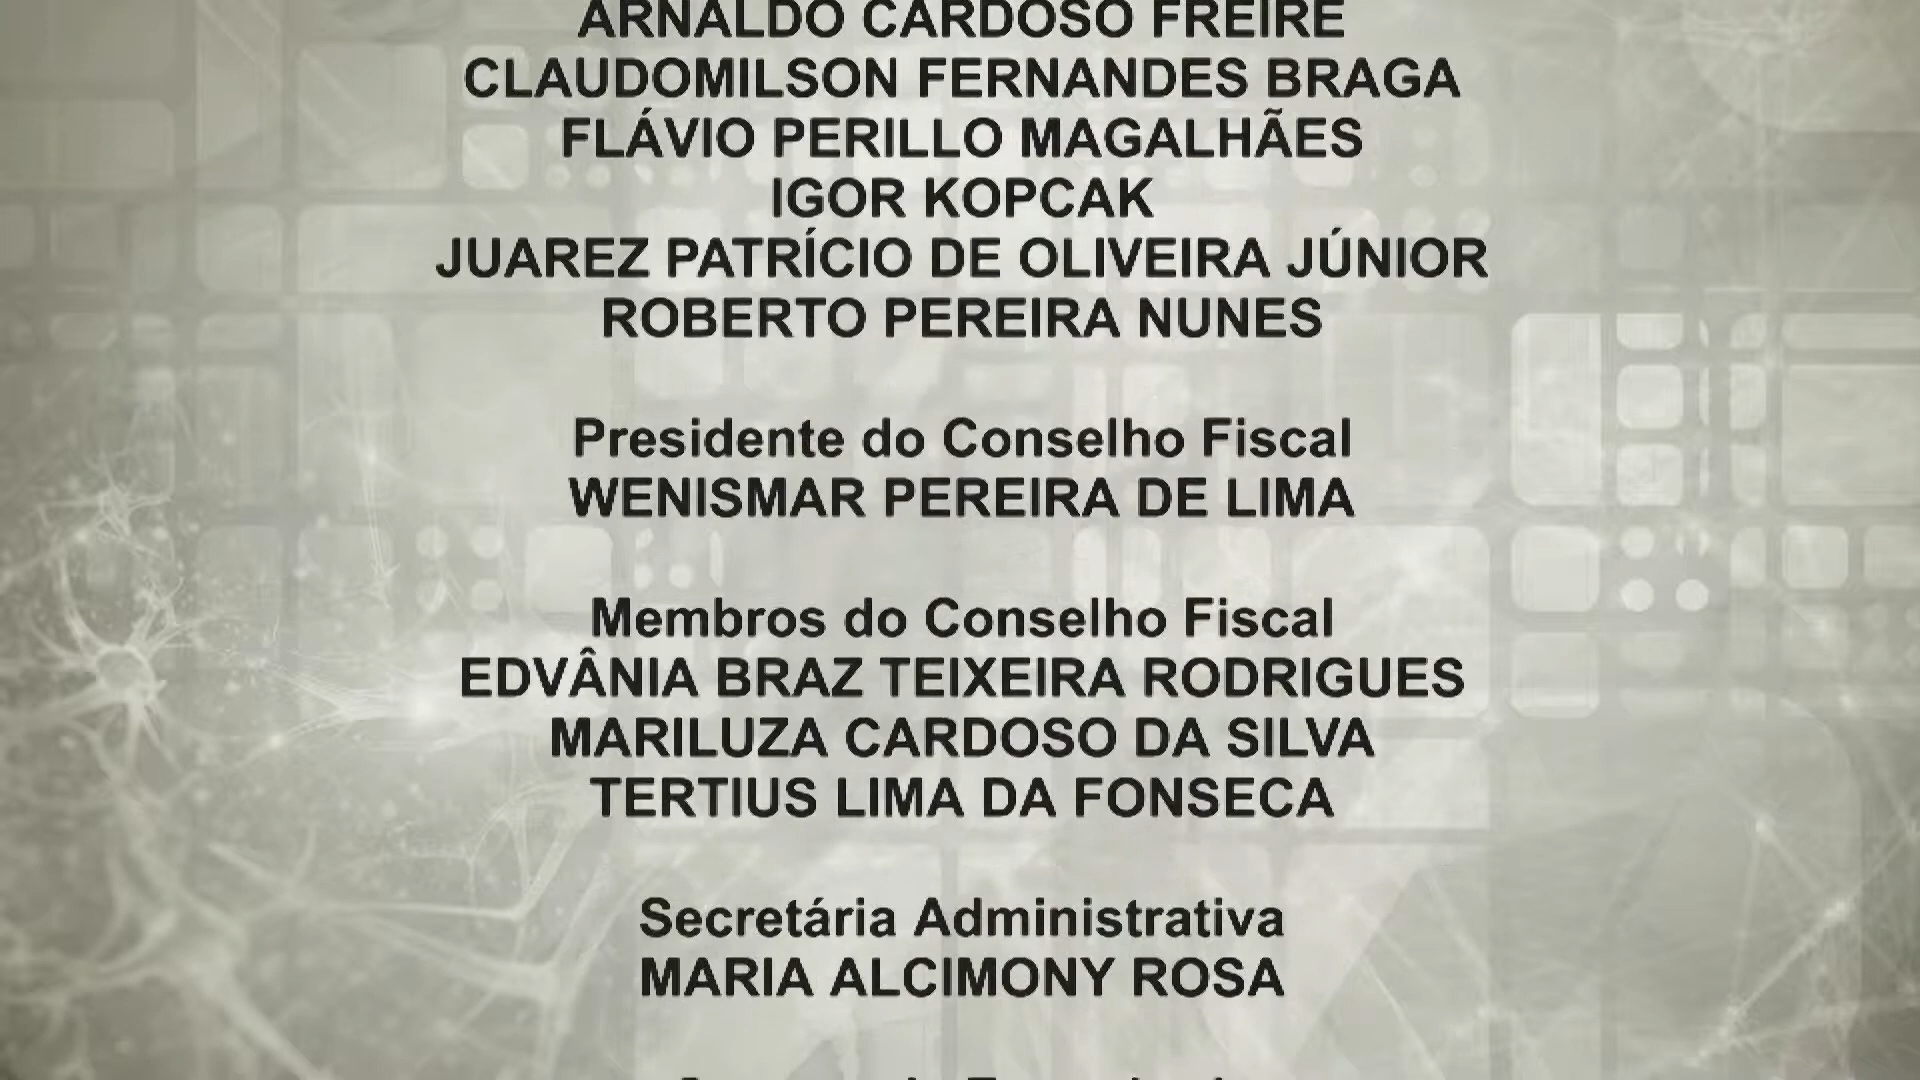 ARNALDO CARDOSO FREIRE
CLAUDOMILSON FERNANDES BRAGA
FLÁVIO PERILLO MAGALHÃES
IGOR KOPCAK
JUAREZ PATRÍCIO DE OLIVEIRA JÚNIOR
ROBERTO PEREIRA NUNES
Presidente do Conselho Fiscal
WENISMAR PEREIRA DE LIMA
Membros do Conselho Fiscal
EDVÂNIA BRAZ TEIXEIRA RODRIGUES
MARILUZA CARDOSO DA SILVA
TERTIUS LIMA DA FONSECA
Secretária Administrativa
MARIA ALCIMONY ROSA